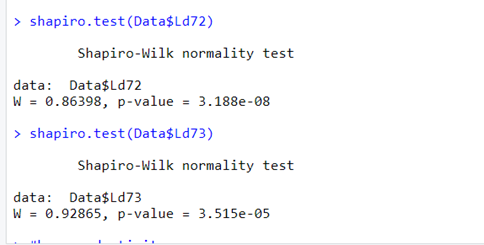 > shapiro.test(Data$Ld72)
Shapiro-Wilk normality test
data:  Data$Ld72
W = 0.86398, p-value = 3.188e-08
> shapiro.test(Data$Ld73)
Shapiro-Wilk normality test
data:  Data$Ld73
W = 0.92865, p-value = 3.515e-05